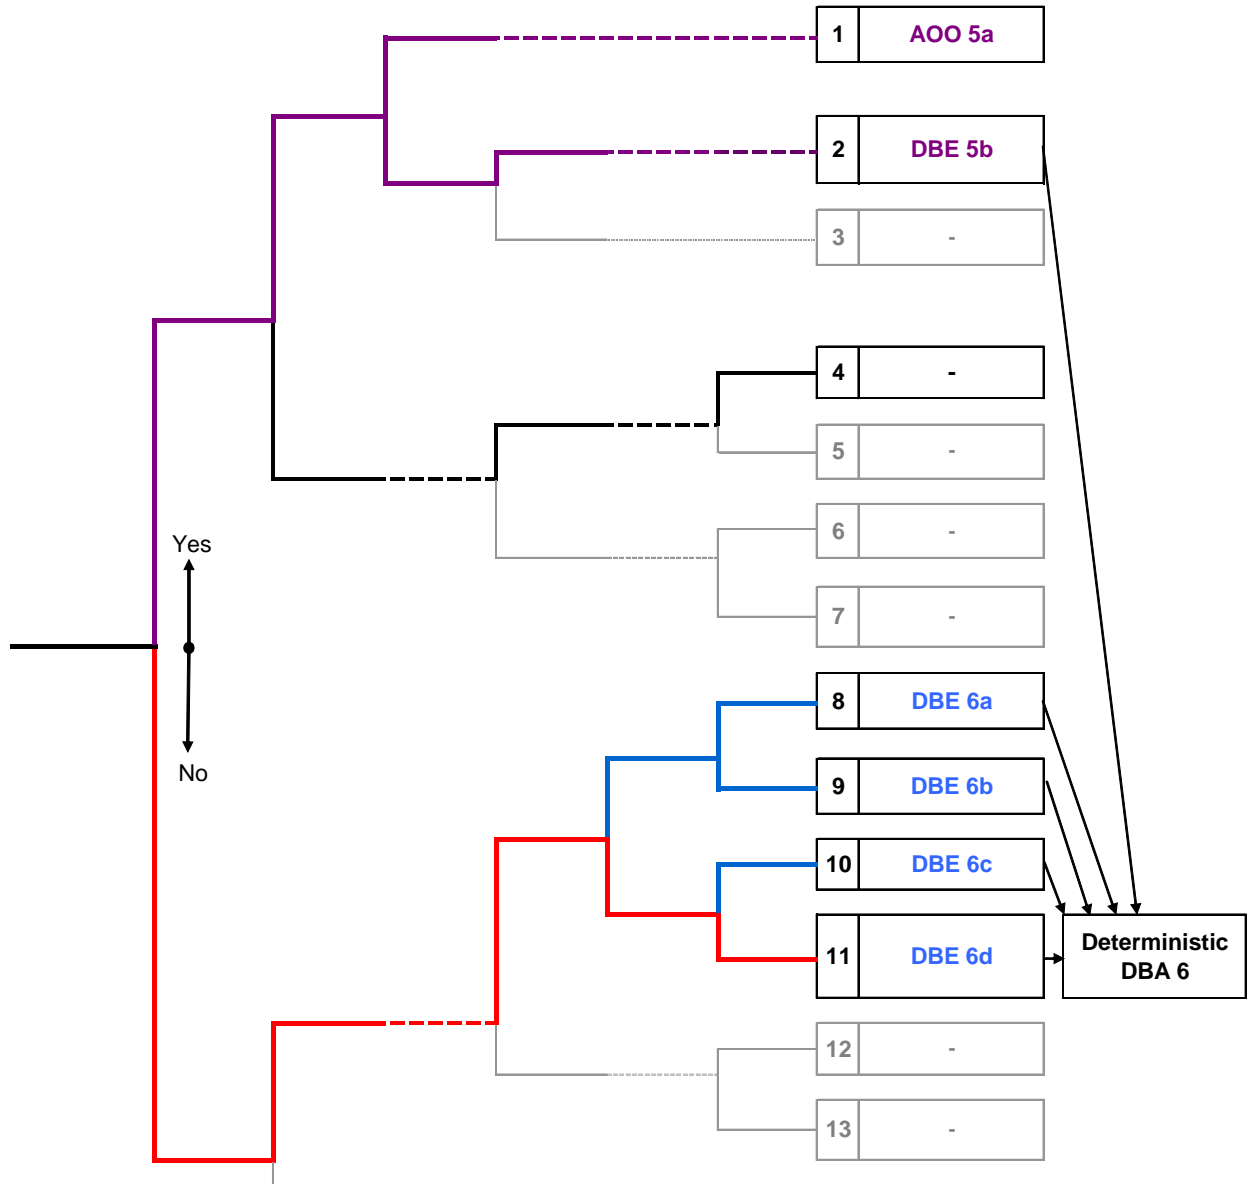 1 AOO 5a
2 DBE 5b
3 -
4 -
5 -
6 -
7 -
Yes
No
8 DBE 6a
9 DBE 6b
10 DBE 6c
11 DBE 6d
Deterministic
DBA 6
12 -
13 -